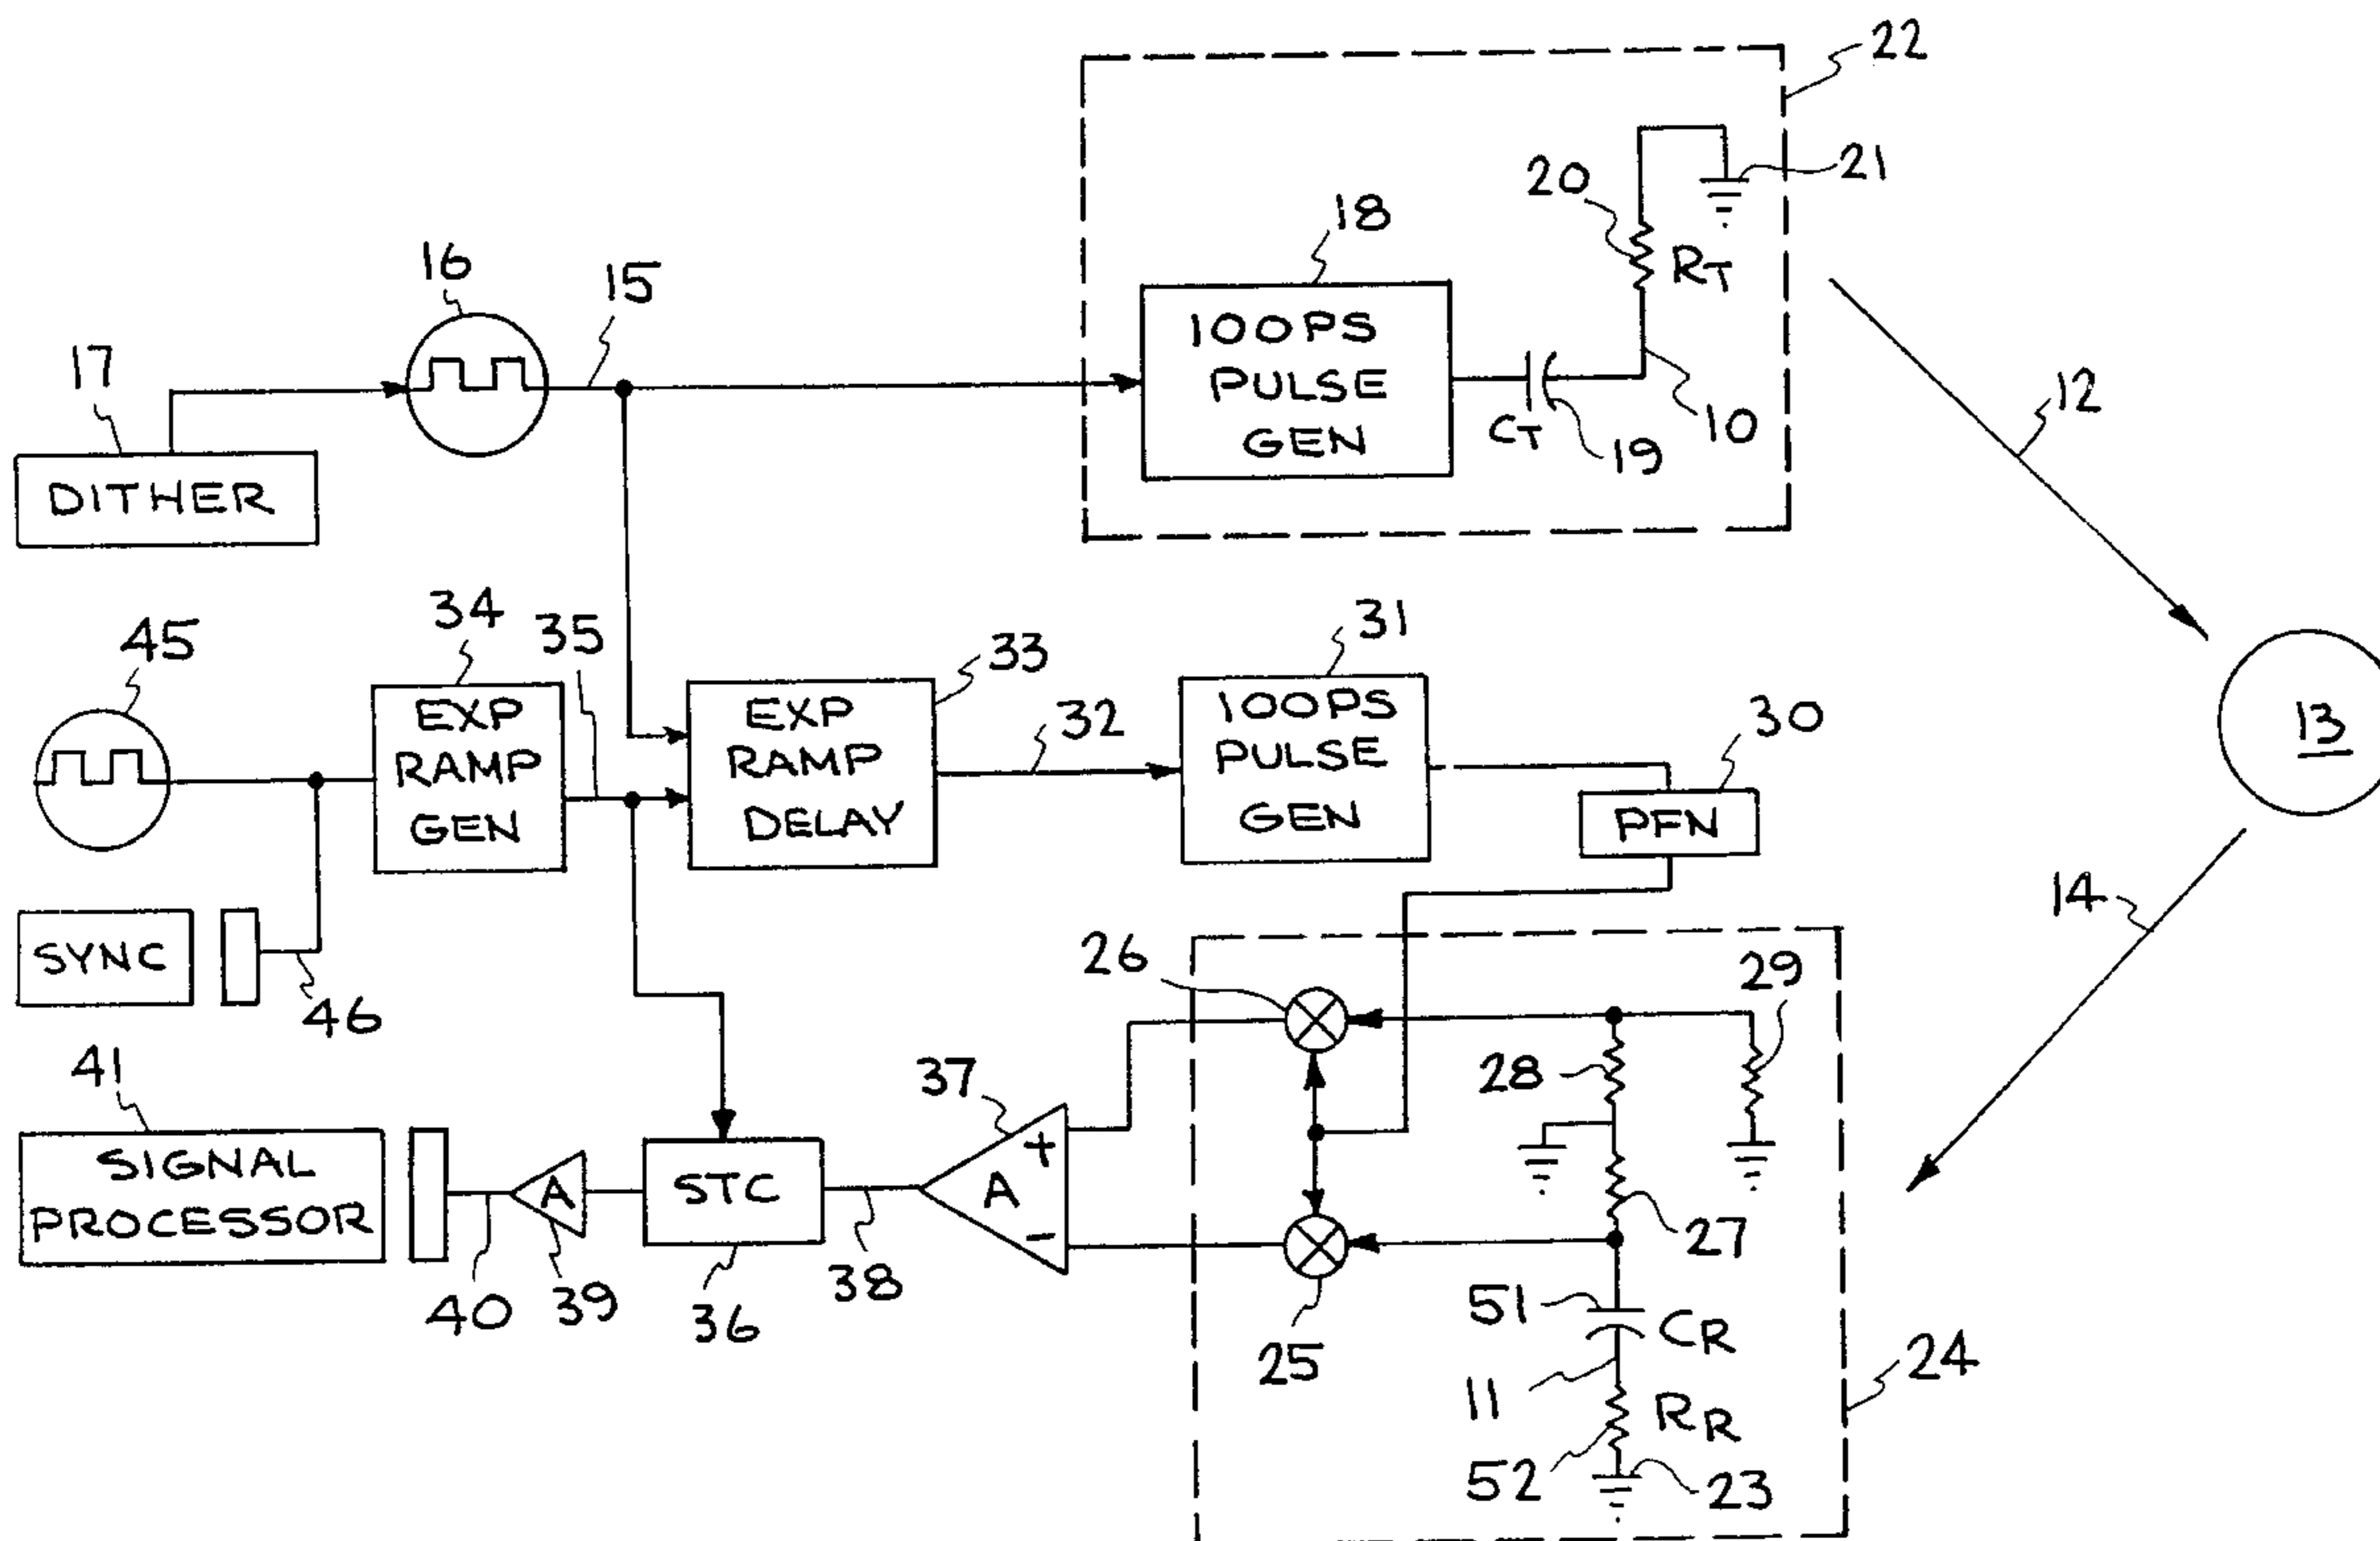 22
21
20
RT
18
100PS
PULSE
GEN
CT
19
10
16
15
17
DITHER
12
13
14
45
34
35
33
32
31
30
EXP
RAMP
GEN
EXP
RAMP
DELAY
100PS
PULSE
GEN
PFN
SYNC
46
26
29
28
27
37
+
A
-
41
SIGNAL
PROCESSOR
A
STC
40
39
36
38
25
51
CR
11
RR
52
23
24